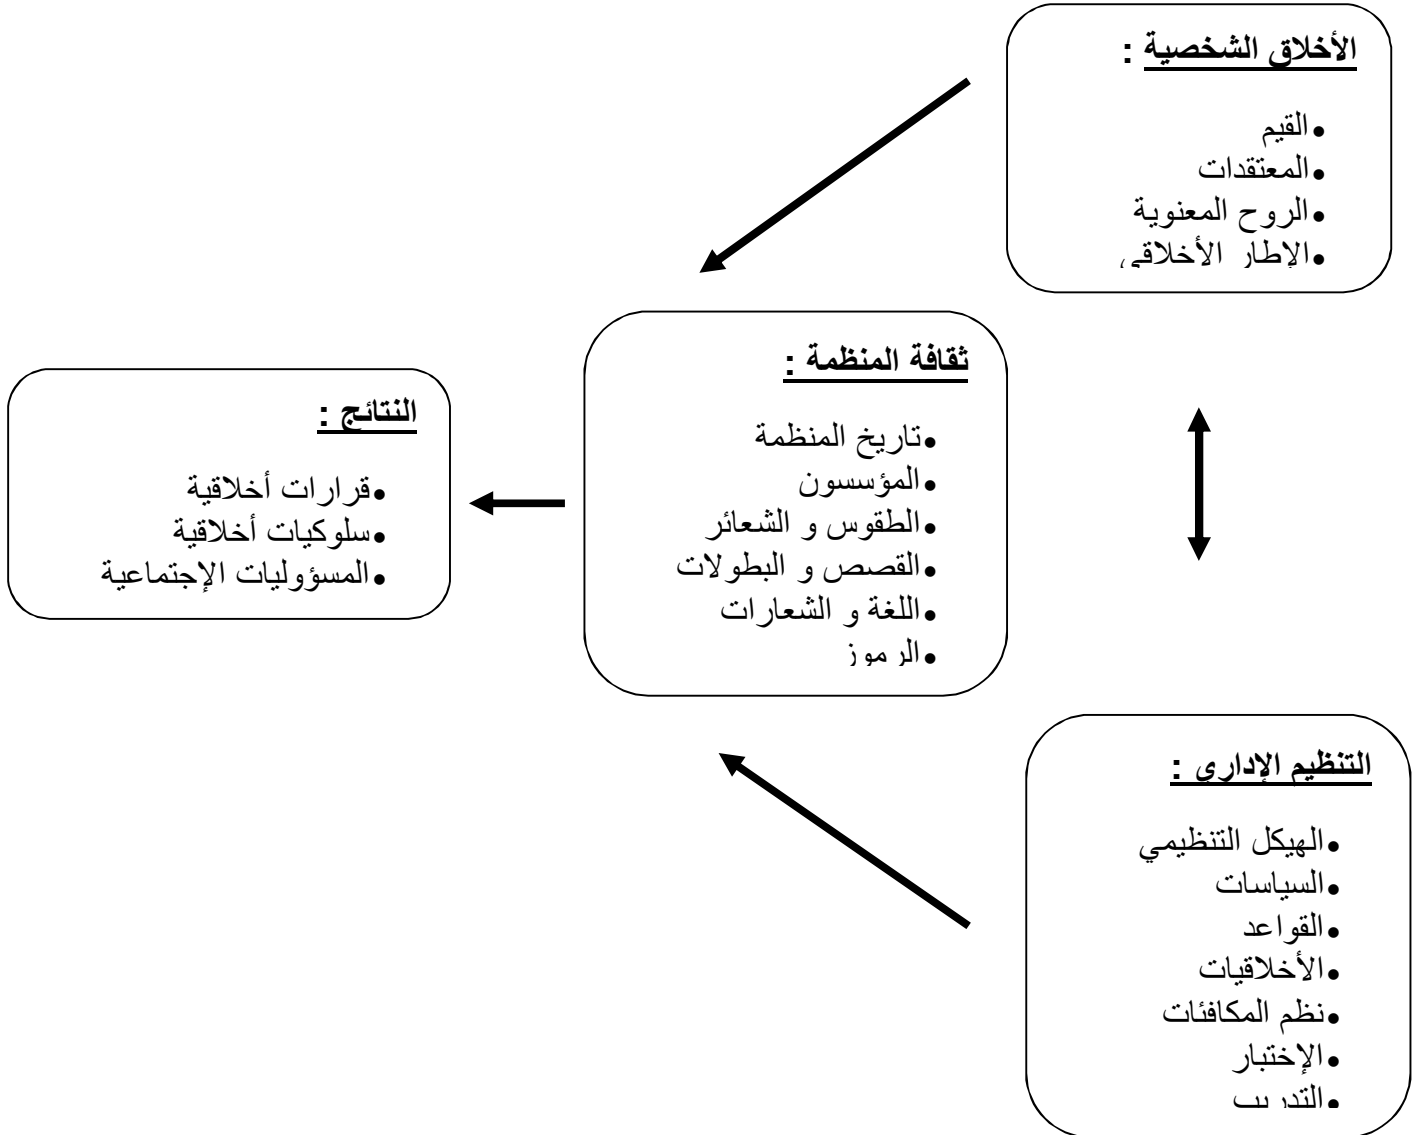 الأخلاق الشخصية :
•القيم
•المعتقدات
•الروح المعنوية
•الإطار الأخلاقي
ثقافة المنظمة :
•تاريخ المنظمة
•المؤسسون
•الطقوس و الشعائر
•القصص و البطولات
•اللغة و الشعارات
•الرموز
النتائج :
•قرارات أخلاقية
•سلوكيات أخلاقية
•المسؤوليات الإجتماعية
التنظيم الإداري :
•الهيكل التنظيمي
•السياسات
•القواعد
•الأخلاقيات
•نظم المكافئات
•الإختبار
•التدريب